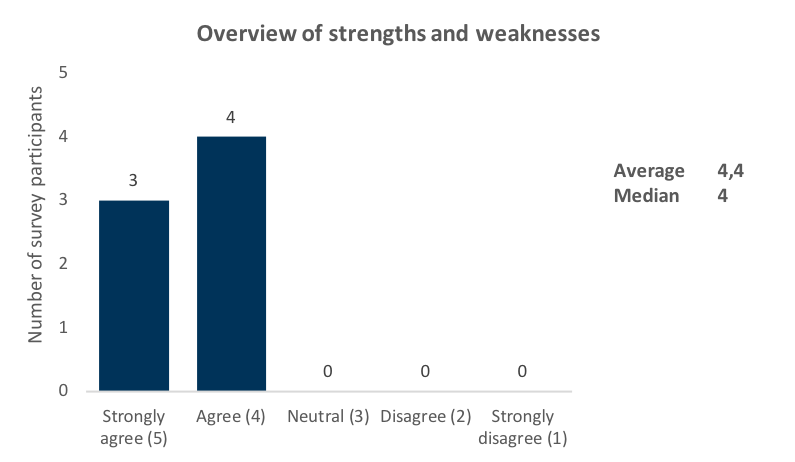 Overview of strengths and weaknesses
Number of survey participants
5
4
3
2
1
0
3
4
0
0
0
Strongly
agree (5)
Agree (4)
Neutral (3)
Disagree (2)
Strongly
disagree (1)
Average 4,4
Median 4